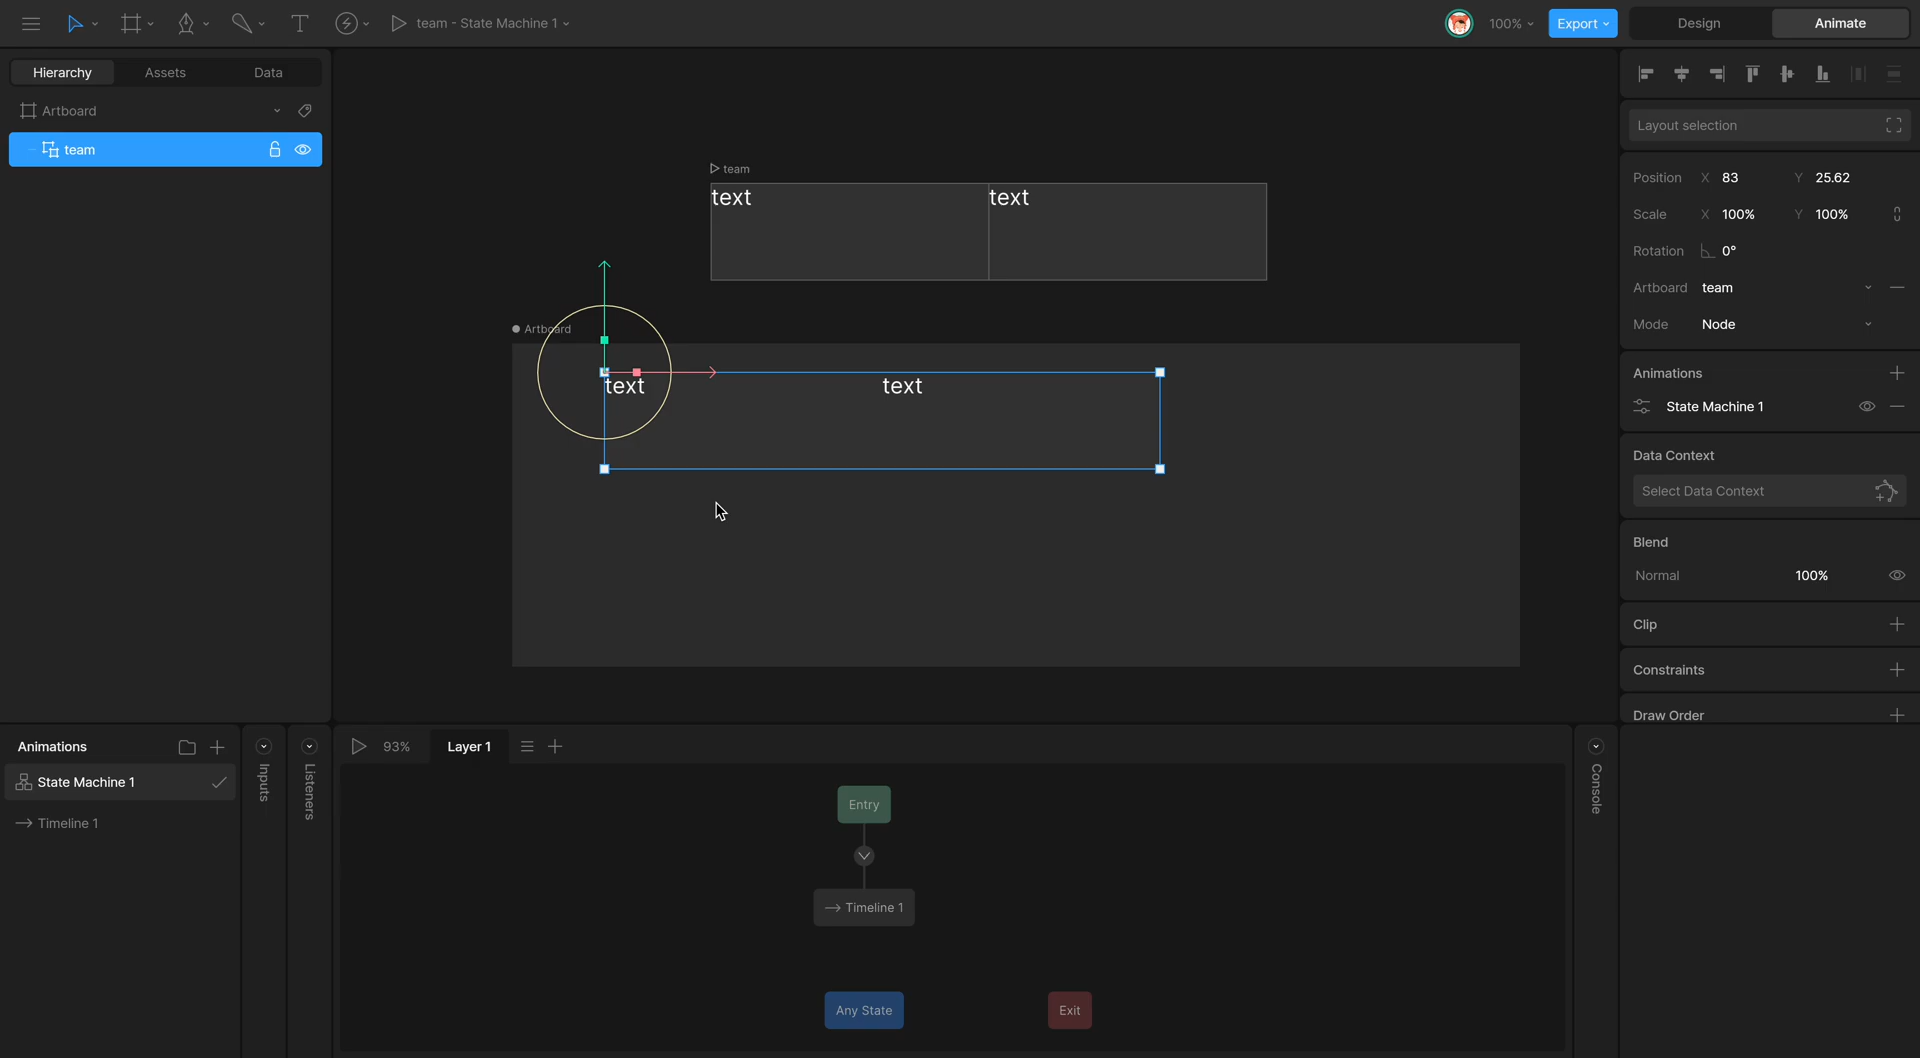 team - State Machine 1
100%
Export
Design
Animate
Hierarchy
Assets
Data
Artboard
team
team
text
text
Artboard
text
text
Layout selection
Position X 83 Y 25.62
Scale X 100% Y 100%
Rotation 0°
Artboard team
Mode Node
Animations
State Machine 1
Data Context
Select Data Context
Blend
Normal 100%
Clip
Constraints
Draw Order
Animations
State Machine 1
Timeline 1
Inputs
Listeners
93%
Layer 1
Entry
Timeline 1
Any State
Exit
Console